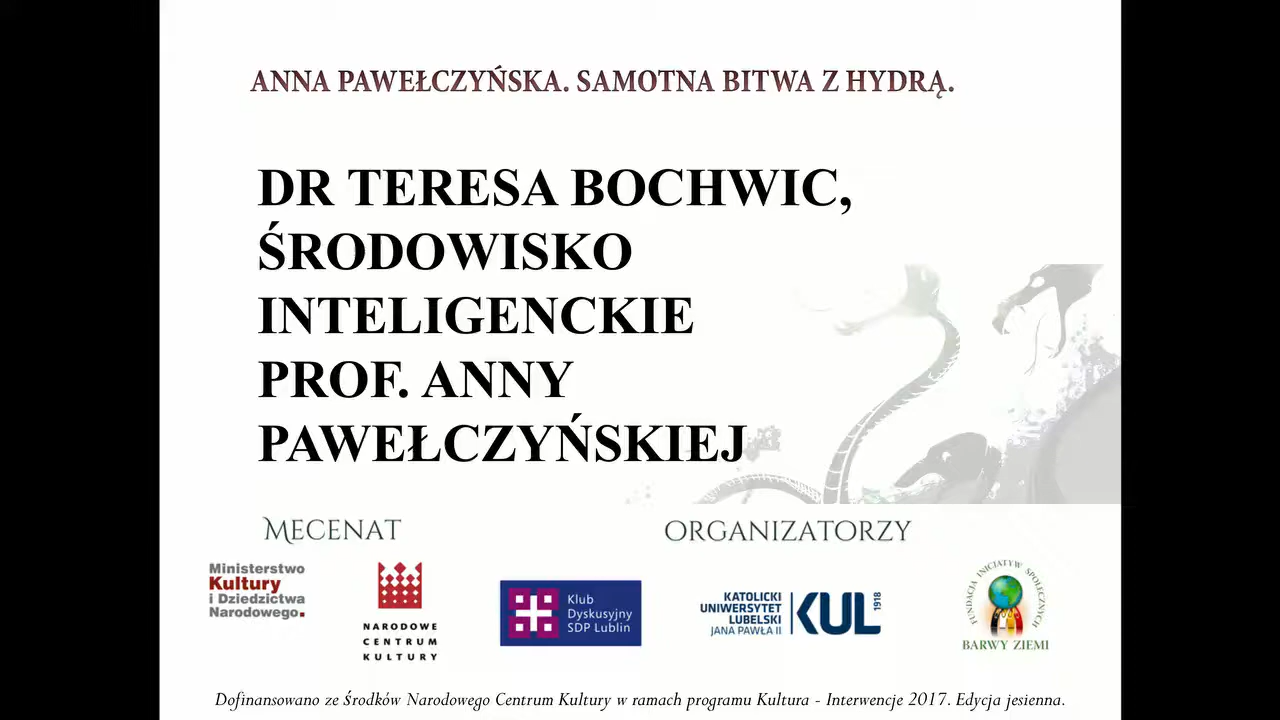 ANNA PAWEŁCZYŃSKA. SAMOTNA BITWA Z HYDRĄ.
DR TERESA BOCHWIC,
ŚRODOWISKO
INTELIGENCKIE
PROF. ANNY
PAWEŁCZYŃSKIEJ
MECENAT
ORGANIZATORZY
Ministerstwo
Kultury
i Dziedzictwa
Narodowego.
NARODOWE
CENTRUM
KULTURY
Klub
Dyskusyjny
SDP Lublin
KATOLICKI
UNIWERSYTET
LUBELSKI
JANA PAWŁA II
KUL
1918
FUNDACJA INICJATYW SPOŁECZNYCH
BARWY ZIEMI
Dofinansowano ze Środków Narodowego Centrum Kultury w ramach programu Kultura - Interwencje 2017. Edycja jesienna.